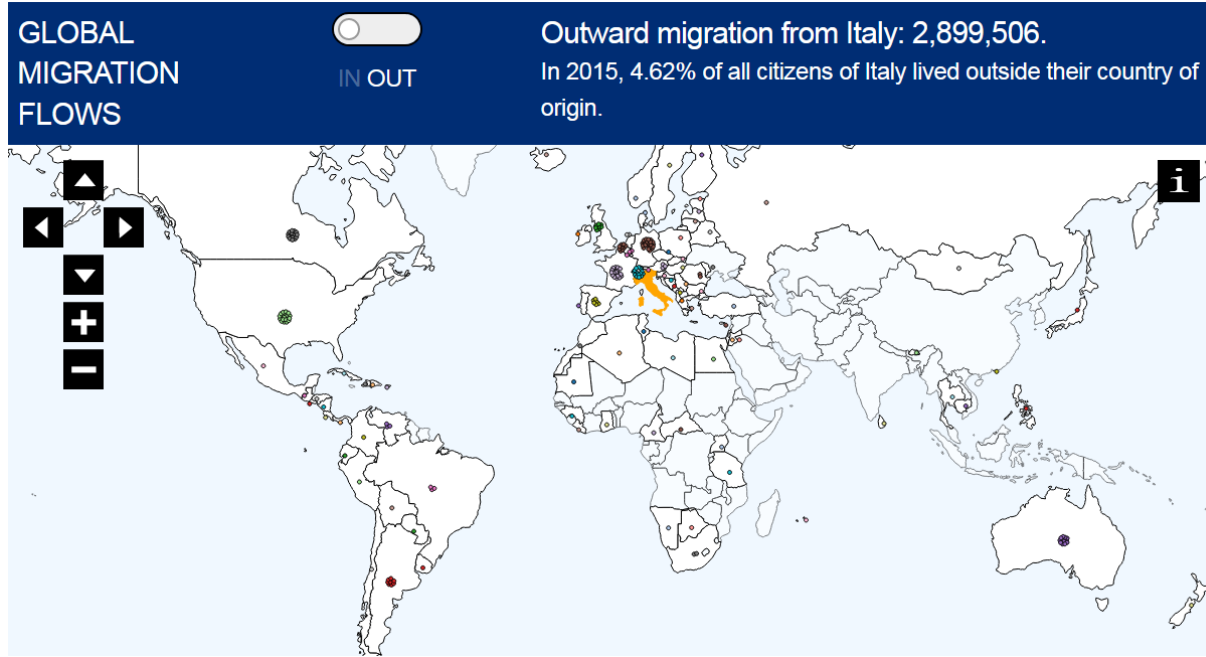 GLOBAL
MIGRATION
FLOWS
IN OUT
Outward migration from Italy: 2,899,506.
In 2015, 4.62% of all citizens of Italy lived outside their country of
origin.
i